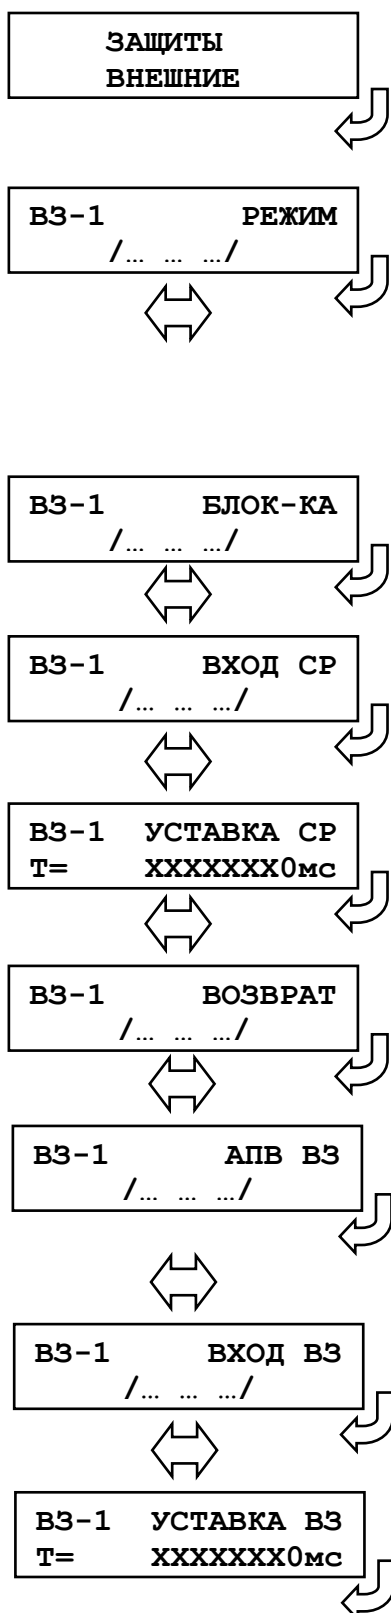 ЗАЩИТЫ
ВНЕШНИЕ
ВЗ-1 РЕЖИМ
/… … …/
ВЗ-1 БЛОК-КА
/… … …/
ВЗ-1 ВХОД СР
/… … …/
ВЗ-1 УСТАВКА СР
Т= ХХХХХХХ0мс
ВЗ-1 ВОЗВРАТ
/… … …/
ВЗ-1 АПВ ВЗ
/… … …/
ВЗ-1 ВХОД ВЗ
/… … …/
ВЗ-1 УСТАВКА ВЗ
Т= ХХХХХХХ0мс